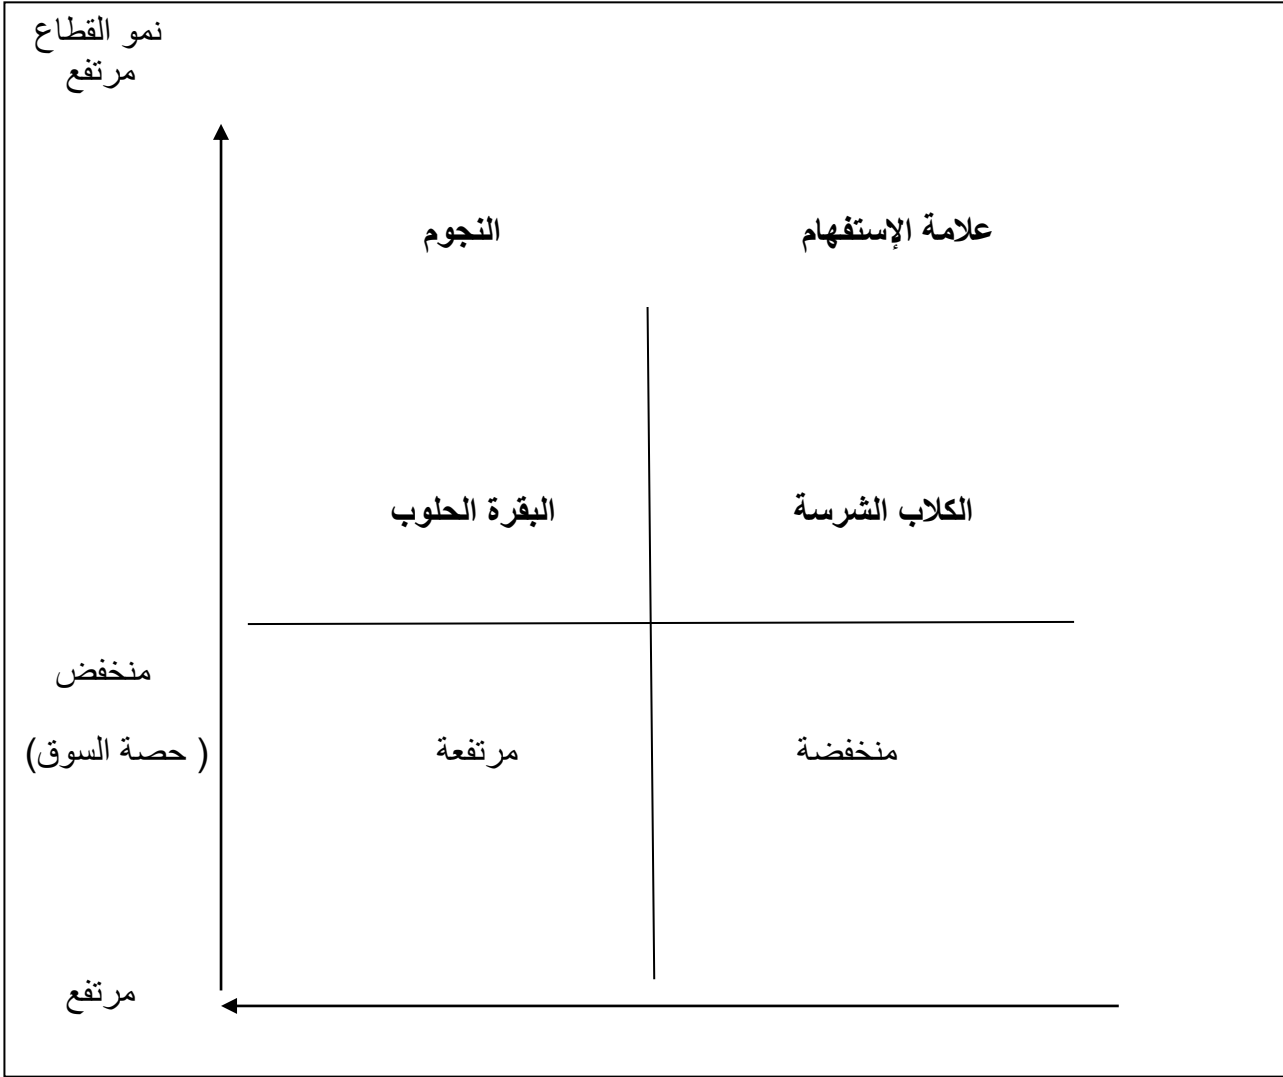 نمو القطاع
مرتفع
علامة الإستفهام
النجوم
الكلاب الشرسة
البقرة الحلوب
منخفض
( حصة السوق)
مرتفعة
منخفضة
مرتفع